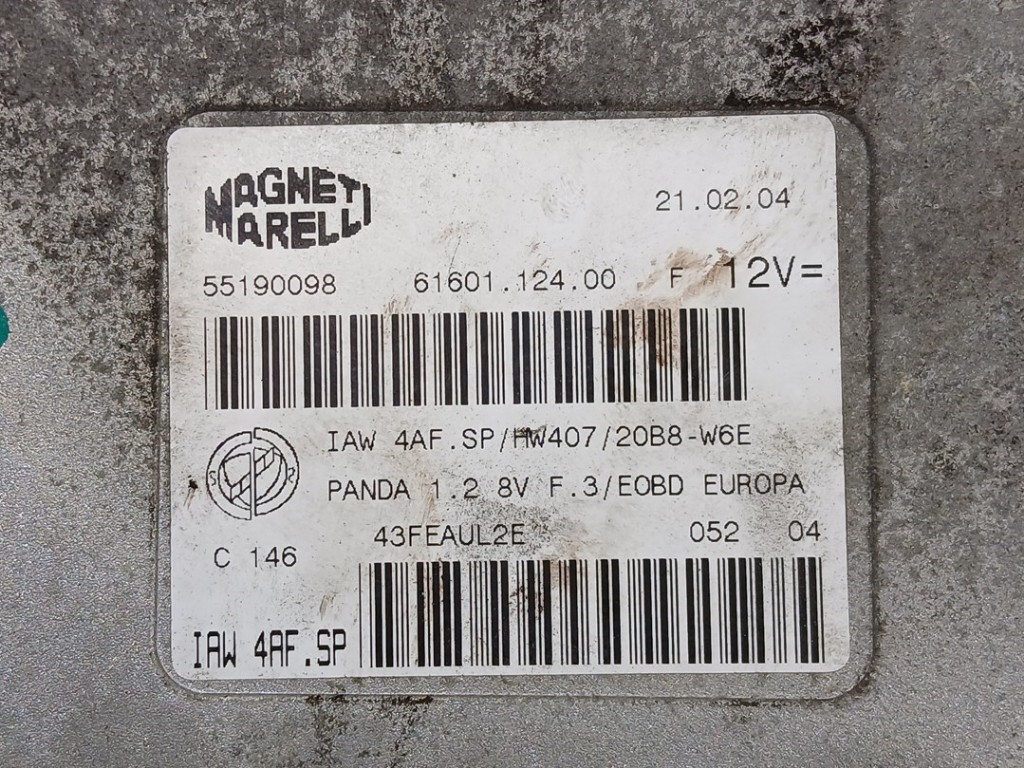 MAGNETI
MARELLI
21.02.04
55190098 61601.124.00 F 12V=
IAW 4AF.SP/HW407/20B8-W6E
PANDA 1.2 8V F.3/EOBD EUROPA
43FEAUL2E 052 04
C 146
IAW 4AF.SP